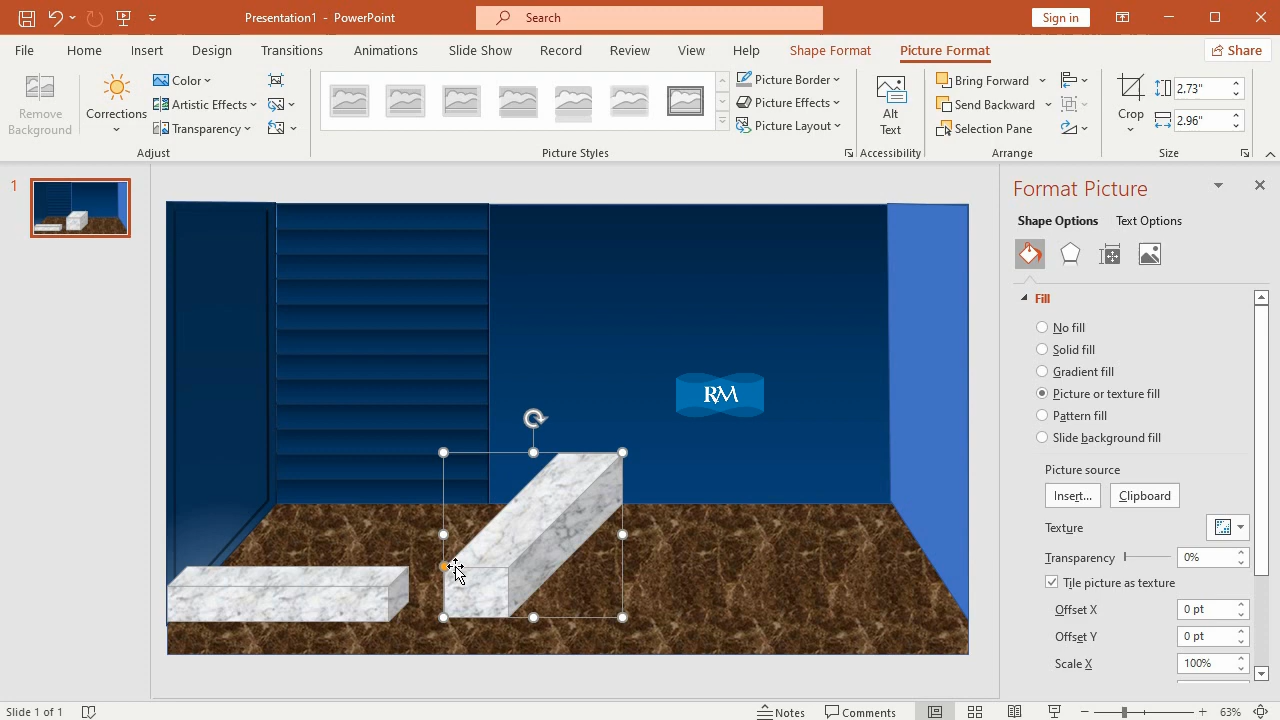 Presentation1 - PowerPoint
Search
Sign in
File Home Insert Design Transitions Animations Slide Show Record Review View Help Shape Format Picture Format Share
Remove Background
Corrections
Color
Artistic Effects
Transparency
Adjust
Picture Border
Picture Effects
Picture Layout
Picture Styles
Alt Text
Accessibility
Bring Forward
Send Backward
Selection Pane
Arrange
Crop
2.73"
2.96"
Size
1
RM
Format Picture
Shape Options Text Options
Fill
No fill
Solid fill
Gradient fill
Picture or texture fill
Pattern fill
Slide background fill
Picture source
Insert... Clipboard
Texture
Transparency 0%
Tile picture as texture
Offset X 0 pt
Offset Y 0 pt
Scale X 100%
Slide 1 of 1 Notes Comments 63%